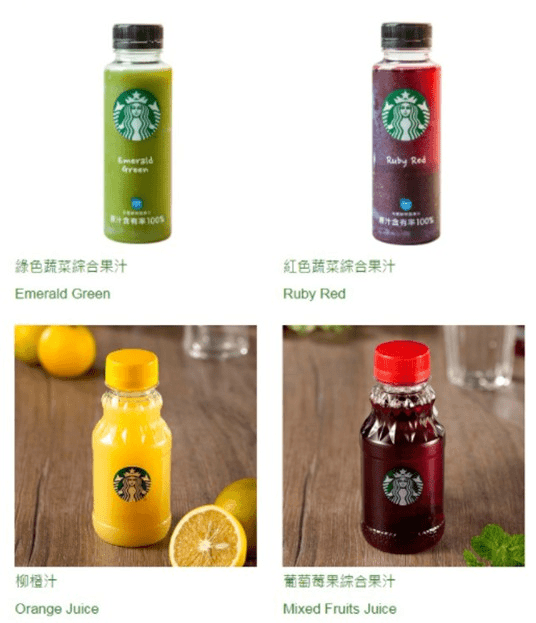 Emerald
Green
原汁含有率100%
綠色蔬菜綜合果汁
Emerald Green
Ruby Red
原汁含有率100%
紅色蔬菜綜合果汁
Ruby Red
柳橙汁
Orange Juice
葡萄莓果綜合果汁
Mixed Fruits Juice